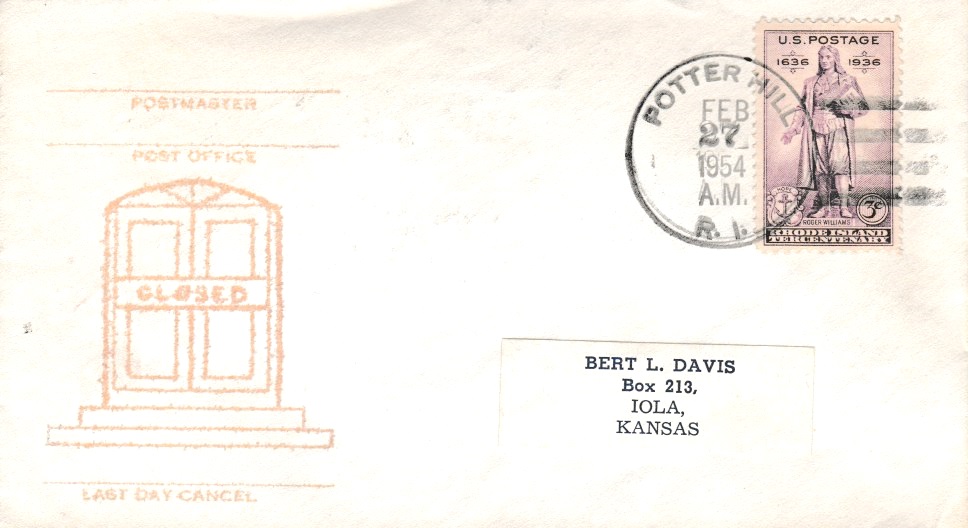 POSTMASTER
POST OFFICE
CLOSED
LAST DAY CANCEL
POTTER HILL
FEB
27
1954
A.M.
R. I.
U.S. POSTAGE
1636 1936
HOPE
ROGER WILLIAMS
3¢
RHODE ISLAND
TERCENTENARY
BERT L. DAVIS
Box 213,
IOLA,
KANSAS